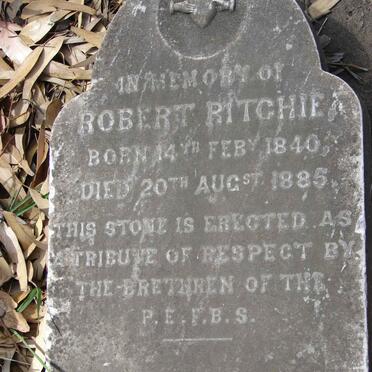 IN MEMORY OF
ROBERT RITCHIE,
BORN 14TH FEBY 1840,
DIED 20TH AUGST 1885.
THIS STONE IS ERECTED AS
A TRIBUTE OF RESPECT BY
THE BRETHREN OF THE
P.E.F.B.S.